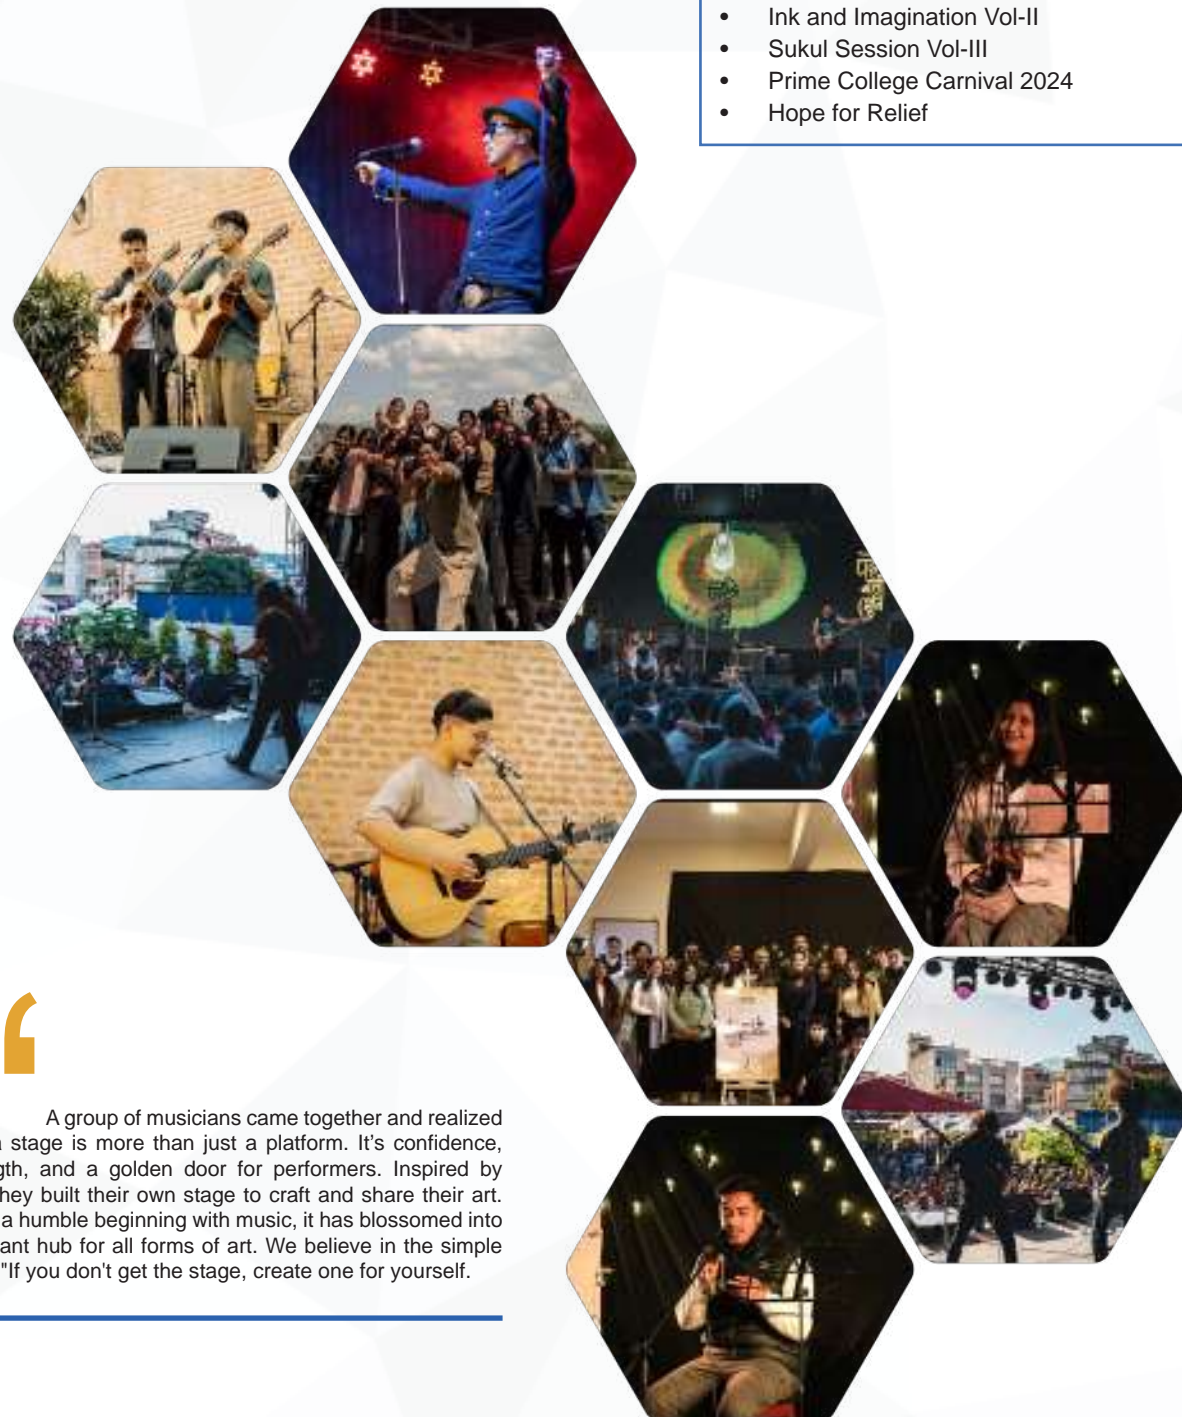 • Ink and Imagination Vol-II
• Sukul Session Vol-III
• Prime College Carnival 2024
• Hope for Relief
A group of musicians came together and realized
stage is more than just a platform. It’s confidence,
gth, and a golden door for performers. Inspired by
hey built their own stage to craft and share their art.
a humble beginning with music, it has blossomed into
ant hub for all forms of art. We believe in the simple
"If you don't get the stage, create one for yourself.